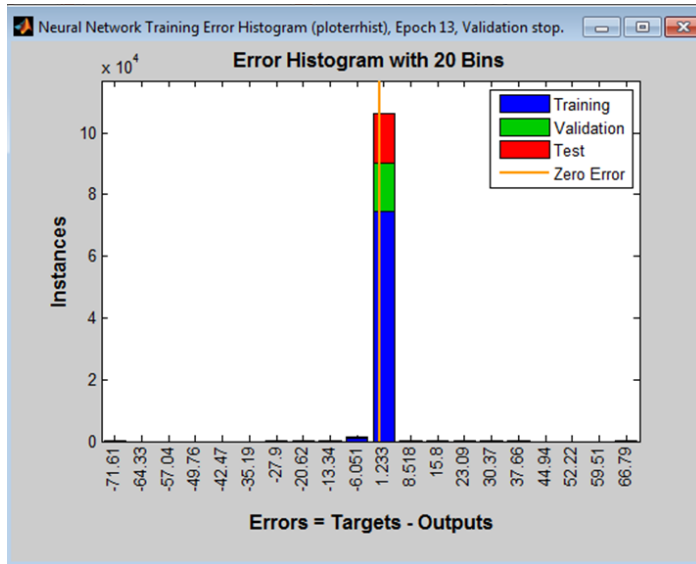 Neural Network Training Error Histogram (ploterrhist), Epoch 13, Validation stop.
Error Histogram with 20 Bins
x 10^4
Training
Validation
Test
Zero Error
Instances
10
8
6
4
2
0
-71.61
-64.33
-57.04
-49.76
-42.47
-35.19
-27.9
-20.62
-13.34
-6.051
1.233
8.518
15.8
23.09
30.37
37.66
44.94
52.22
59.51
66.79
Errors = Targets - Outputs